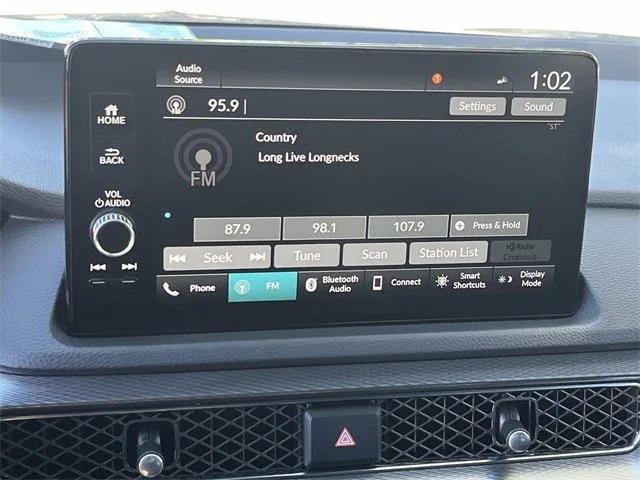 Audio Source
1:02
HOME
BACK
VOL
AUDIO
95.9
Settings
Sound
"ST"
Country
Long Live Longnecks
FM
87.9
98.1
107.9
Press & Hold
Seek
Tune
Scan
Station List
HD Radio
Channels
Phone
FM
Bluetooth Audio
Connect
Smart Shortcuts
Display Mode